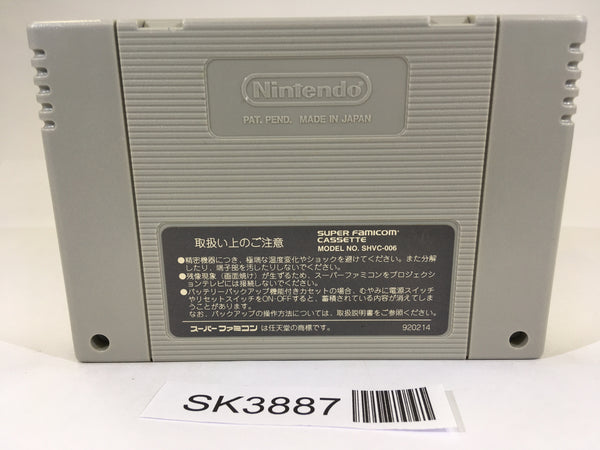 Nintendo
PAT. PEND. MADE IN JAPAN
取扱い上のご注意
SUPER FAMICOM
CASSETTE
MODEL NO. SHVC-006
●精密機器につき、極端な温度変化やショックを避けてください。また分解
したり、端子部を汚したりしないでください。
●残像現象（画面焼け）が生ずるため、スーパーファミコンをプロジェクシ
ョンテレビには接続しないでください。
●バッテリーバックアップ機能付きカセットの場合、むやみに電源スイッチ
やリセットスイッチをON-OFFすると、蓄積されている内容が消えてしま
うことがあります。
なお、バックアップの操作方法については、取扱説明書をご参照ください。
スーパーファミコン は任天堂の商標です。
920214
SK3887